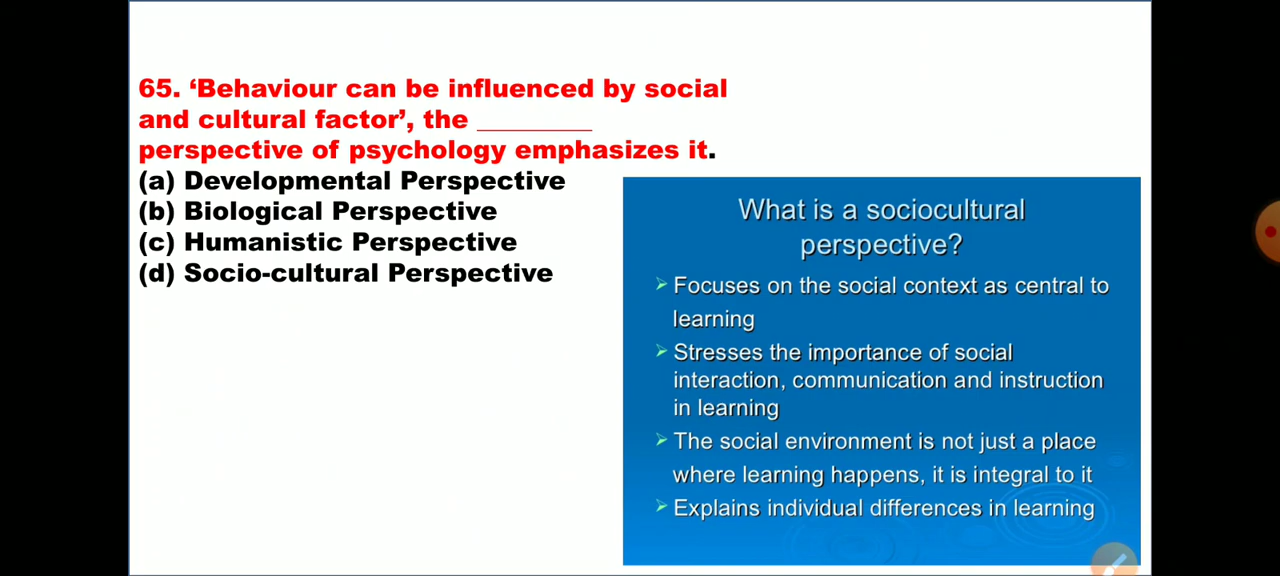 65. ‘Behaviour can be influenced by social
and cultural factor’, the ________
perspective of psychology emphasizes it.
(a) Developmental Perspective
(b) Biological Perspective
(c) Humanistic Perspective
(d) Socio-cultural Perspective
What is a sociocultural
perspective?
➢ Focuses on the social context as central to
learning
➢ Stresses the importance of social
interaction, communication and instruction
in learning
➢ The social environment is not just a place
where learning happens, it is integral to it
➢ Explains individual differences in learning